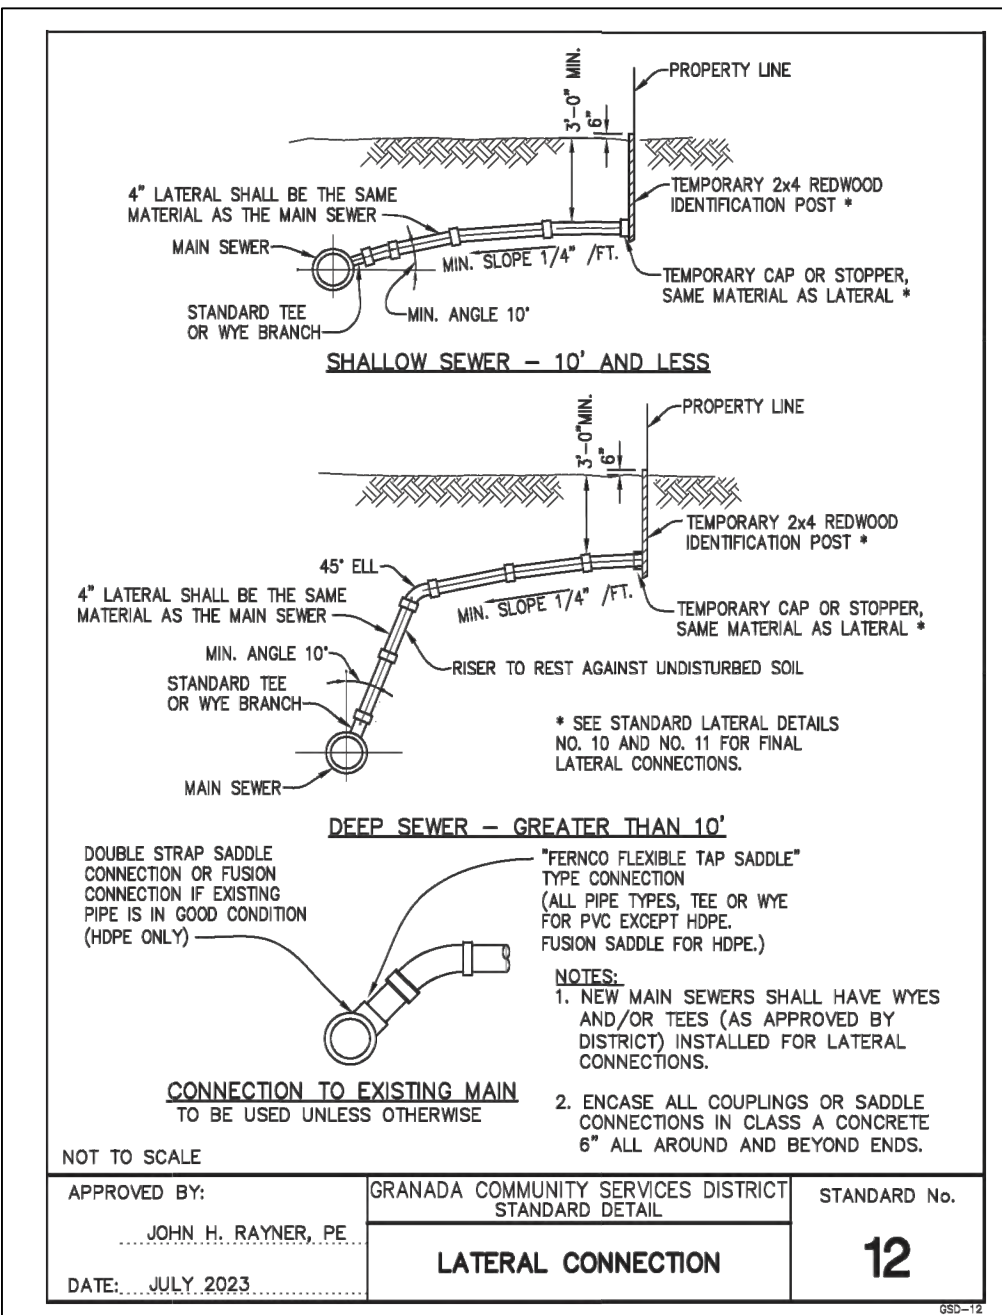 3'-0" MIN.
6"
PROPERTY LINE
4" LATERAL SHALL BE THE SAME
MATERIAL AS THE MAIN SEWER
TEMPORARY 2x4 REDWOOD
IDENTIFICATION POST *
MAIN SEWER
MIN. SLOPE 1/4" /FT.
TEMPORARY CAP OR STOPPER,
SAME MATERIAL AS LATERAL *
STANDARD TEE
OR WYE BRANCH
MIN. ANGLE 10°
SHALLOW SEWER – 10' AND LESS
3'-0"MIN.
6"
PROPERTY LINE
TEMPORARY 2x4 REDWOOD
IDENTIFICATION POST *
45° ELL
4" LATERAL SHALL BE THE SAME
MATERIAL AS THE MAIN SEWER
MIN. SLOPE 1/4" /FT.
TEMPORARY CAP OR STOPPER,
SAME MATERIAL AS LATERAL *
MIN. ANGLE 10°
RISER TO REST AGAINST UNDISTURBED SOIL
STANDARD TEE
OR WYE BRANCH
* SEE STANDARD LATERAL DETAILS
NO. 10 AND NO. 11 FOR FINAL
LATERAL CONNECTIONS.
MAIN SEWER
DEEP SEWER – GREATER THAN 10'
DOUBLE STRAP SADDLE
CONNECTION OR FUSION
CONNECTION IF EXISTING
PIPE IS IN GOOD CONDITION
(HDPE ONLY)
"FERNCO FLEXIBLE TAP SADDLE"
TYPE CONNECTION
(ALL PIPE TYPES, TEE OR WYE
FOR PVC EXCEPT HDPE.
FUSION SADDLE FOR HDPE.)
CONNECTION TO EXISTING MAIN
TO BE USED UNLESS OTHERWISE
NOTES:
1. NEW MAIN SEWERS SHALL HAVE WYES
AND/OR TEES (AS APPROVED BY
DISTRICT) INSTALLED FOR LATERAL
CONNECTIONS.
2. ENCASE ALL COUPLINGS OR SADDLE
CONNECTIONS IN CLASS A CONCRETE
6" ALL AROUND AND BEYOND ENDS.
NOT TO SCALE
APPROVED BY:
JOHN H. RAYNER, PE
DATE: JULY 2023
GRANADA COMMUNITY SERVICES DISTRICT
STANDARD DETAIL
LATERAL CONNECTION
STANDARD No.
12
GSD-12